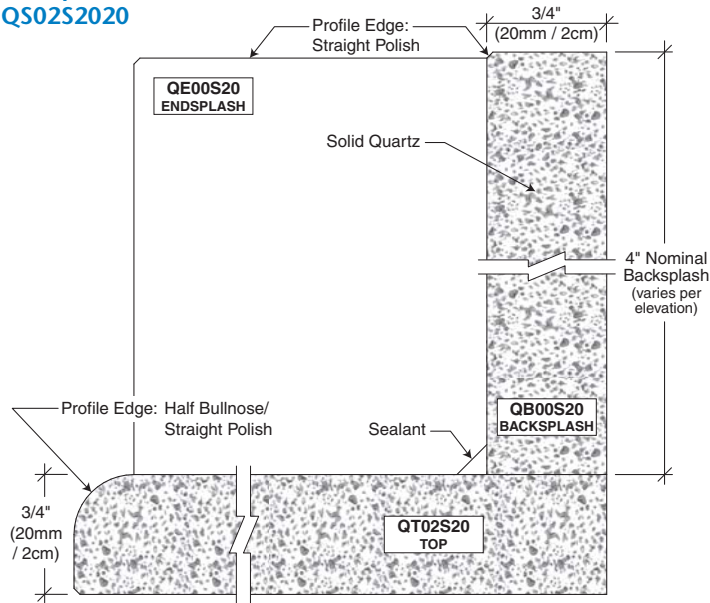 QS02S2020
Profile Edge:
Straight Polish
3/4"
(20mm / 2cm)
QE00S20
ENDSPLASH
Solid Quartz
4" Nominal
Backsplash
(varies per
elevation)
Profile Edge: Half Bullnose/
Straight Polish
Sealant
QB00S20
BACKSPLASH
3/4"
(20mm
/ 2cm)
QT02S20
TOP